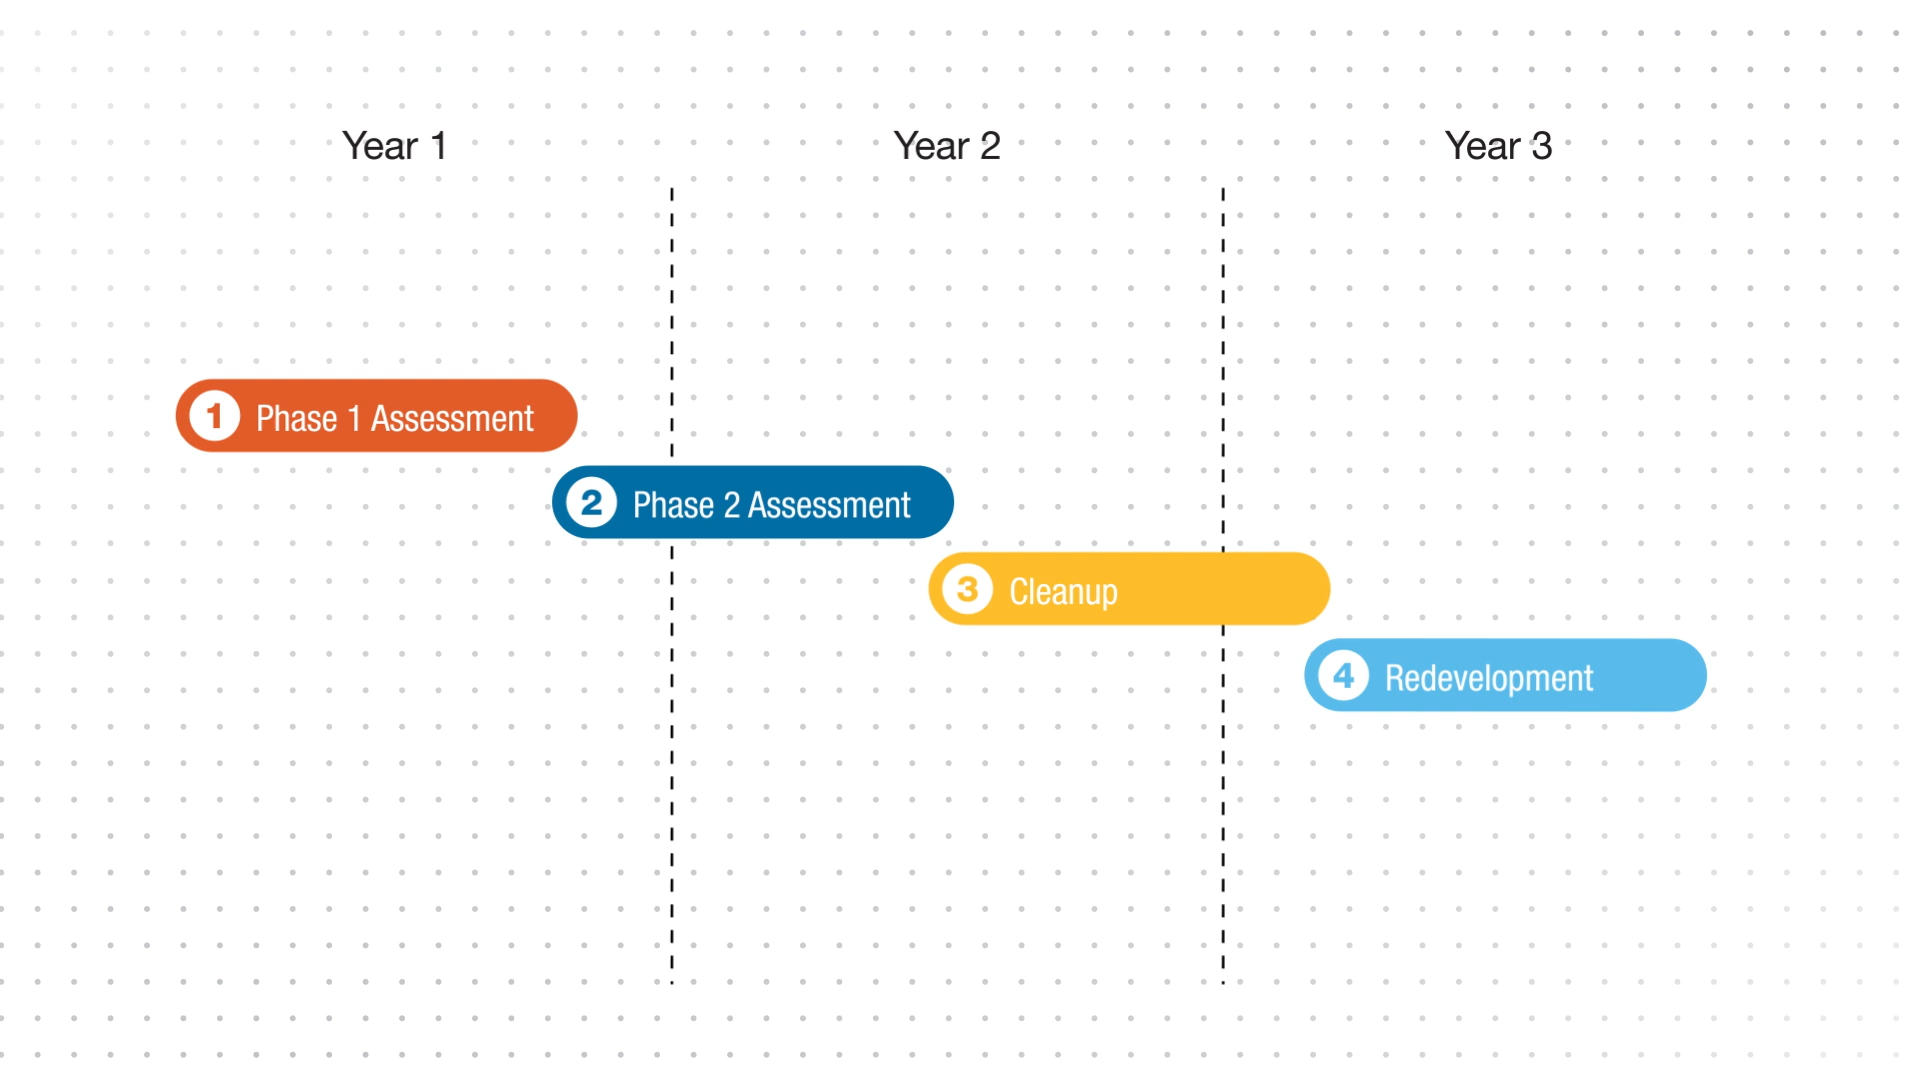 Year 1
Year 2
Year 3
1 Phase 1 Assessment
2 Phase 2 Assessment
3 Cleanup
4 Redevelopment